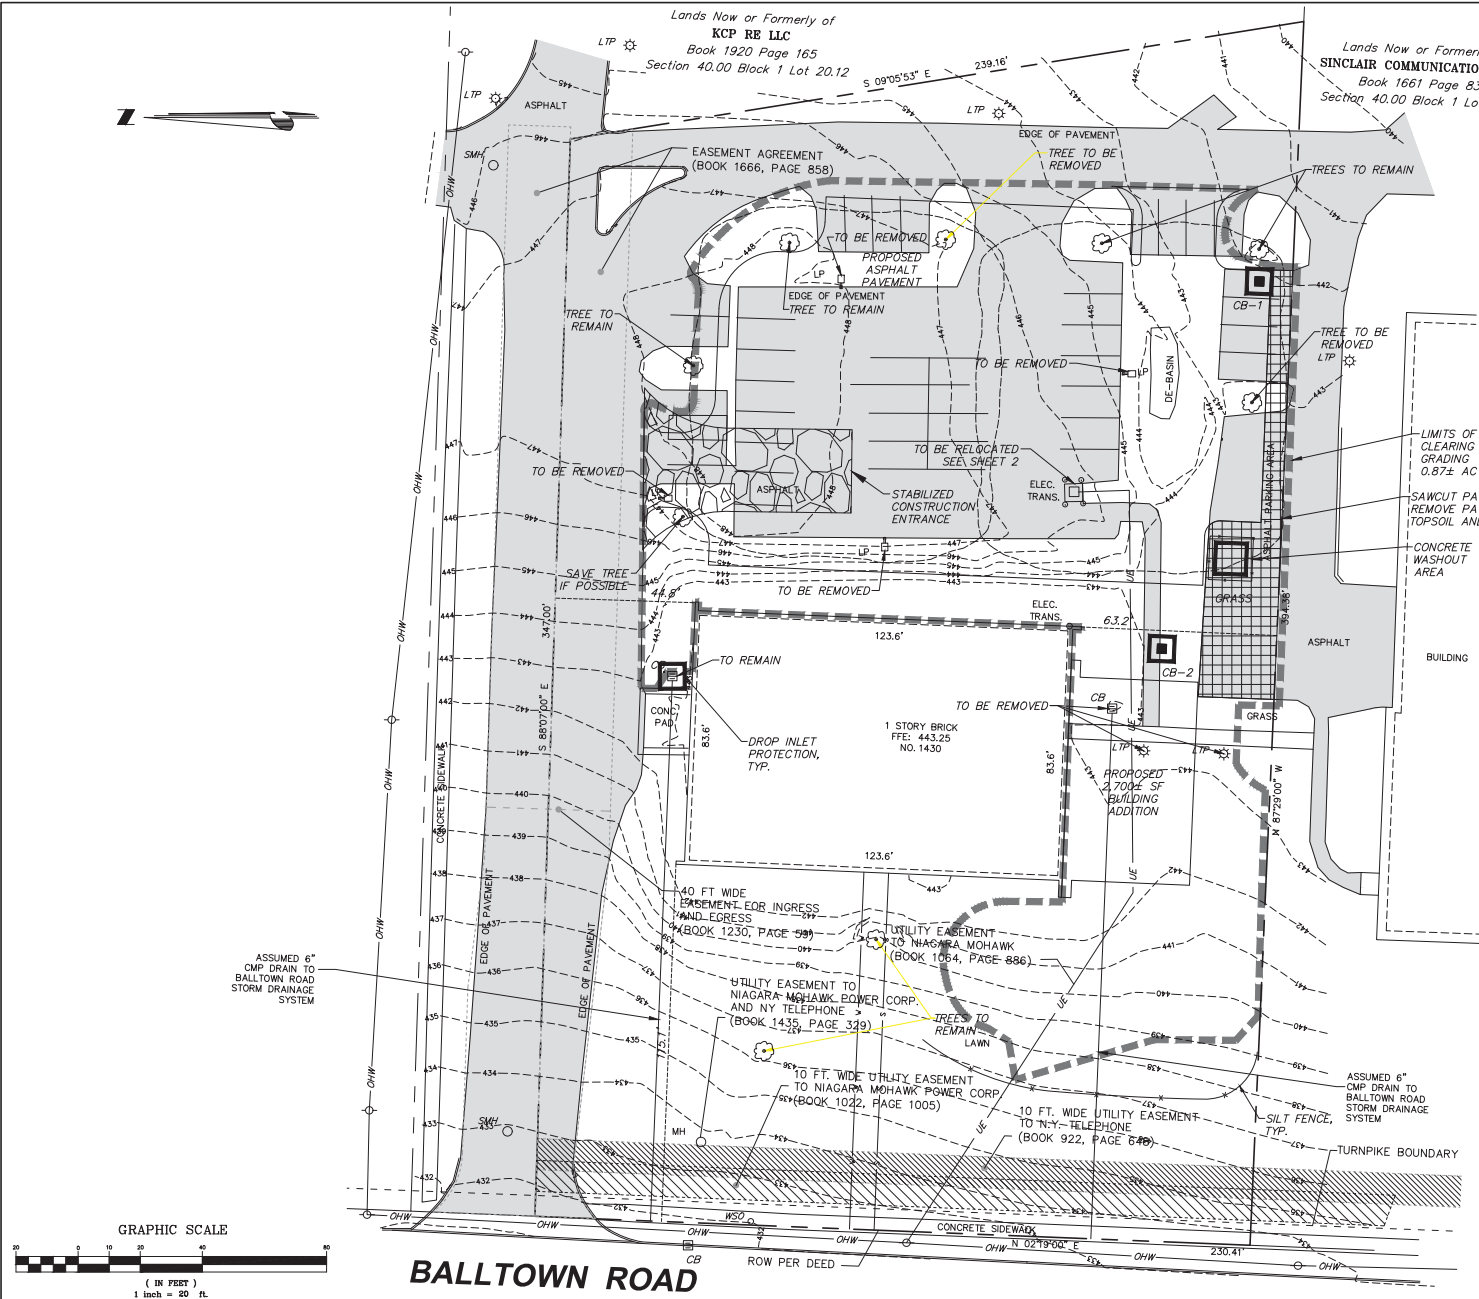 Lands Now or Formerly of
KCP RE LLC
Book 1920 Page 165
Section 40.00 Block 1 Lot 20.12
Lands Now or Former
SINCLAIR COMMUNICATIO
Book 1661 Page 83
Section 40.00 Block 1 Lo
S 09°05'53" E
239.16'
LTP
LTP
LTP
ASPHALT
SMH
OHW
EDGE OF PAVEMENT
EASEMENT AGREEMENT
(BOOK 1666, PAGE 858)
TREE TO BE
REMOVED
TREES TO REMAIN
TO BE REMOVED
PROPOSED
ASPHALT
PAVEMENT
LP
EDGE OF PAVEMENT
TREE TO REMAIN
TREE TO
REMAIN
CB-1
TREE TO BE
REMOVED
LTP
TO BE REMOVED
LP
DE-BASIN
LIMITS OF
CLEARING
GRADING
0.87± AC
TO BE RELOCATED
SEE SHEET 2
ELEC.
TRANS.
TO BE REMOVED
ASPHALT
STABILIZED
CONSTRUCTION
ENTRANCE
ASPHALT PARKING AREA
SAWCUT PA
REMOVE PA
TOPSOIL AN
CONCRETE
WASHOUT
AREA
LP
SAVE TREE
IF POSSIBLE
44.8'
TO BE REMOVED
ELEC.
TRANS.
63.2'
GRASS
394.36'
ASPHALT
BUILDING
347.00'
S 88°07'00" E
123.6'
TO REMAIN
CB-2
CONC.
PAD
83.6'
DROP INLET
PROTECTION,
TYP.
1 STORY BRICK
FFE: 443.25
NO. 1430
83.6'
TO BE REMOVED
CB
GRASS
LTP
LTP
UE
PROPOSED
2,700± SF
BUILDING
ADDITION
N 87°29'00" W
CONCRETE SIDEWALK
123.6'
EDGE OF PAVEMENT
EDGE OF PAVEMENT
40 FT WIDE
EASEMENT FOR INGRESS
AND EGRESS
(BOOK 1230, PAGE 59)
UTILITY EASEMENT
TO NIAGARA MOHAWK
(BOOK 1064, PAGE 886)
ASSUMED 6"
CMP DRAIN TO
BALLTOWN ROAD
STORM DRAINAGE
SYSTEM
UTILITY EASEMENT TO
NIAGARA MOHAWK POWER CORP.
AND NY TELEPHONE
(BOOK 1435, PAGE 329)
TREES TO
REMAIN
LAWN
10 FT. WIDE UTILITY EASEMENT
TO NIAGARA MOHAWK POWER CORP
(BOOK 1022, PAGE 1005)
10 FT. WIDE UTILITY EASEMENT
TO N.Y. TELEPHONE
(BOOK 922, PAGE 648)
ASSUMED 6"
CMP DRAIN TO
BALLTOWN ROAD
STORM DRAINAGE
SYSTEM
SILT FENCE,
TYP.
SMH
MH
TURNPIKE BOUNDARY
WSO
CONCRETE SIDEWALK
N 02°19'00" E
230.41'
CB
ROW PER DEED
BALLTOWN ROAD
GRAPHIC SCALE
20 0 10 20 40 80
( IN FEET )
1 inch = 20 ft.